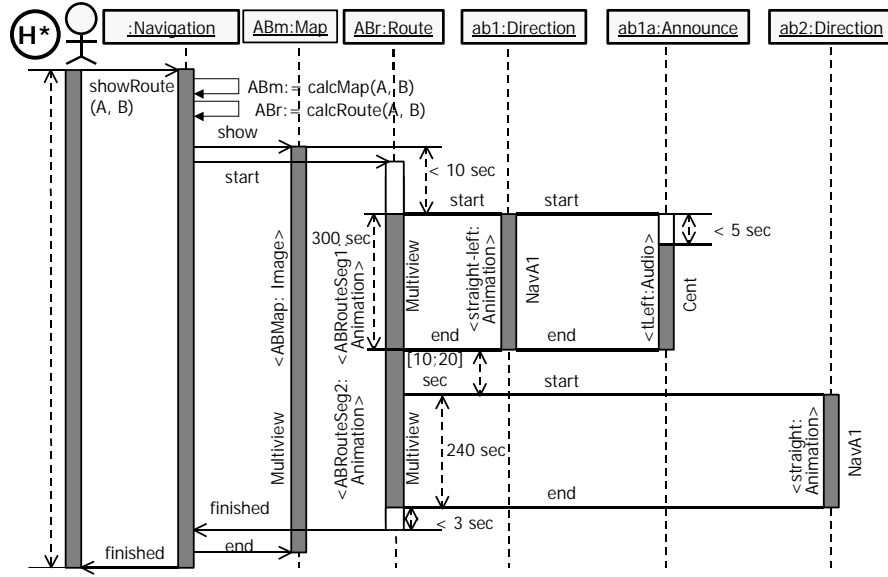 H*
:Navigation
ABm:Map
ABr:Route
ab1:Direction
ab1a:Announce
ab2:Direction
showRoute
(A, B)
ABm:= calcMap(A, B)
ABr:= calcRoute(A, B)
show
start
< 10 sec
start
start
300 sec
< 5 sec
<ABMap: Image>
Multiview
<ABRouteSeg1:
Animation>
Multiview
<straight-left:
Animation>
NavA1
<tLeft:Audio>
Cent
end
end
[10;20]
sec
start
<ABRouteSeg2:
Animation>
Multiview
240 sec
<straight:
Animation>
NavA1
end
finished
< 3 sec
finished
end